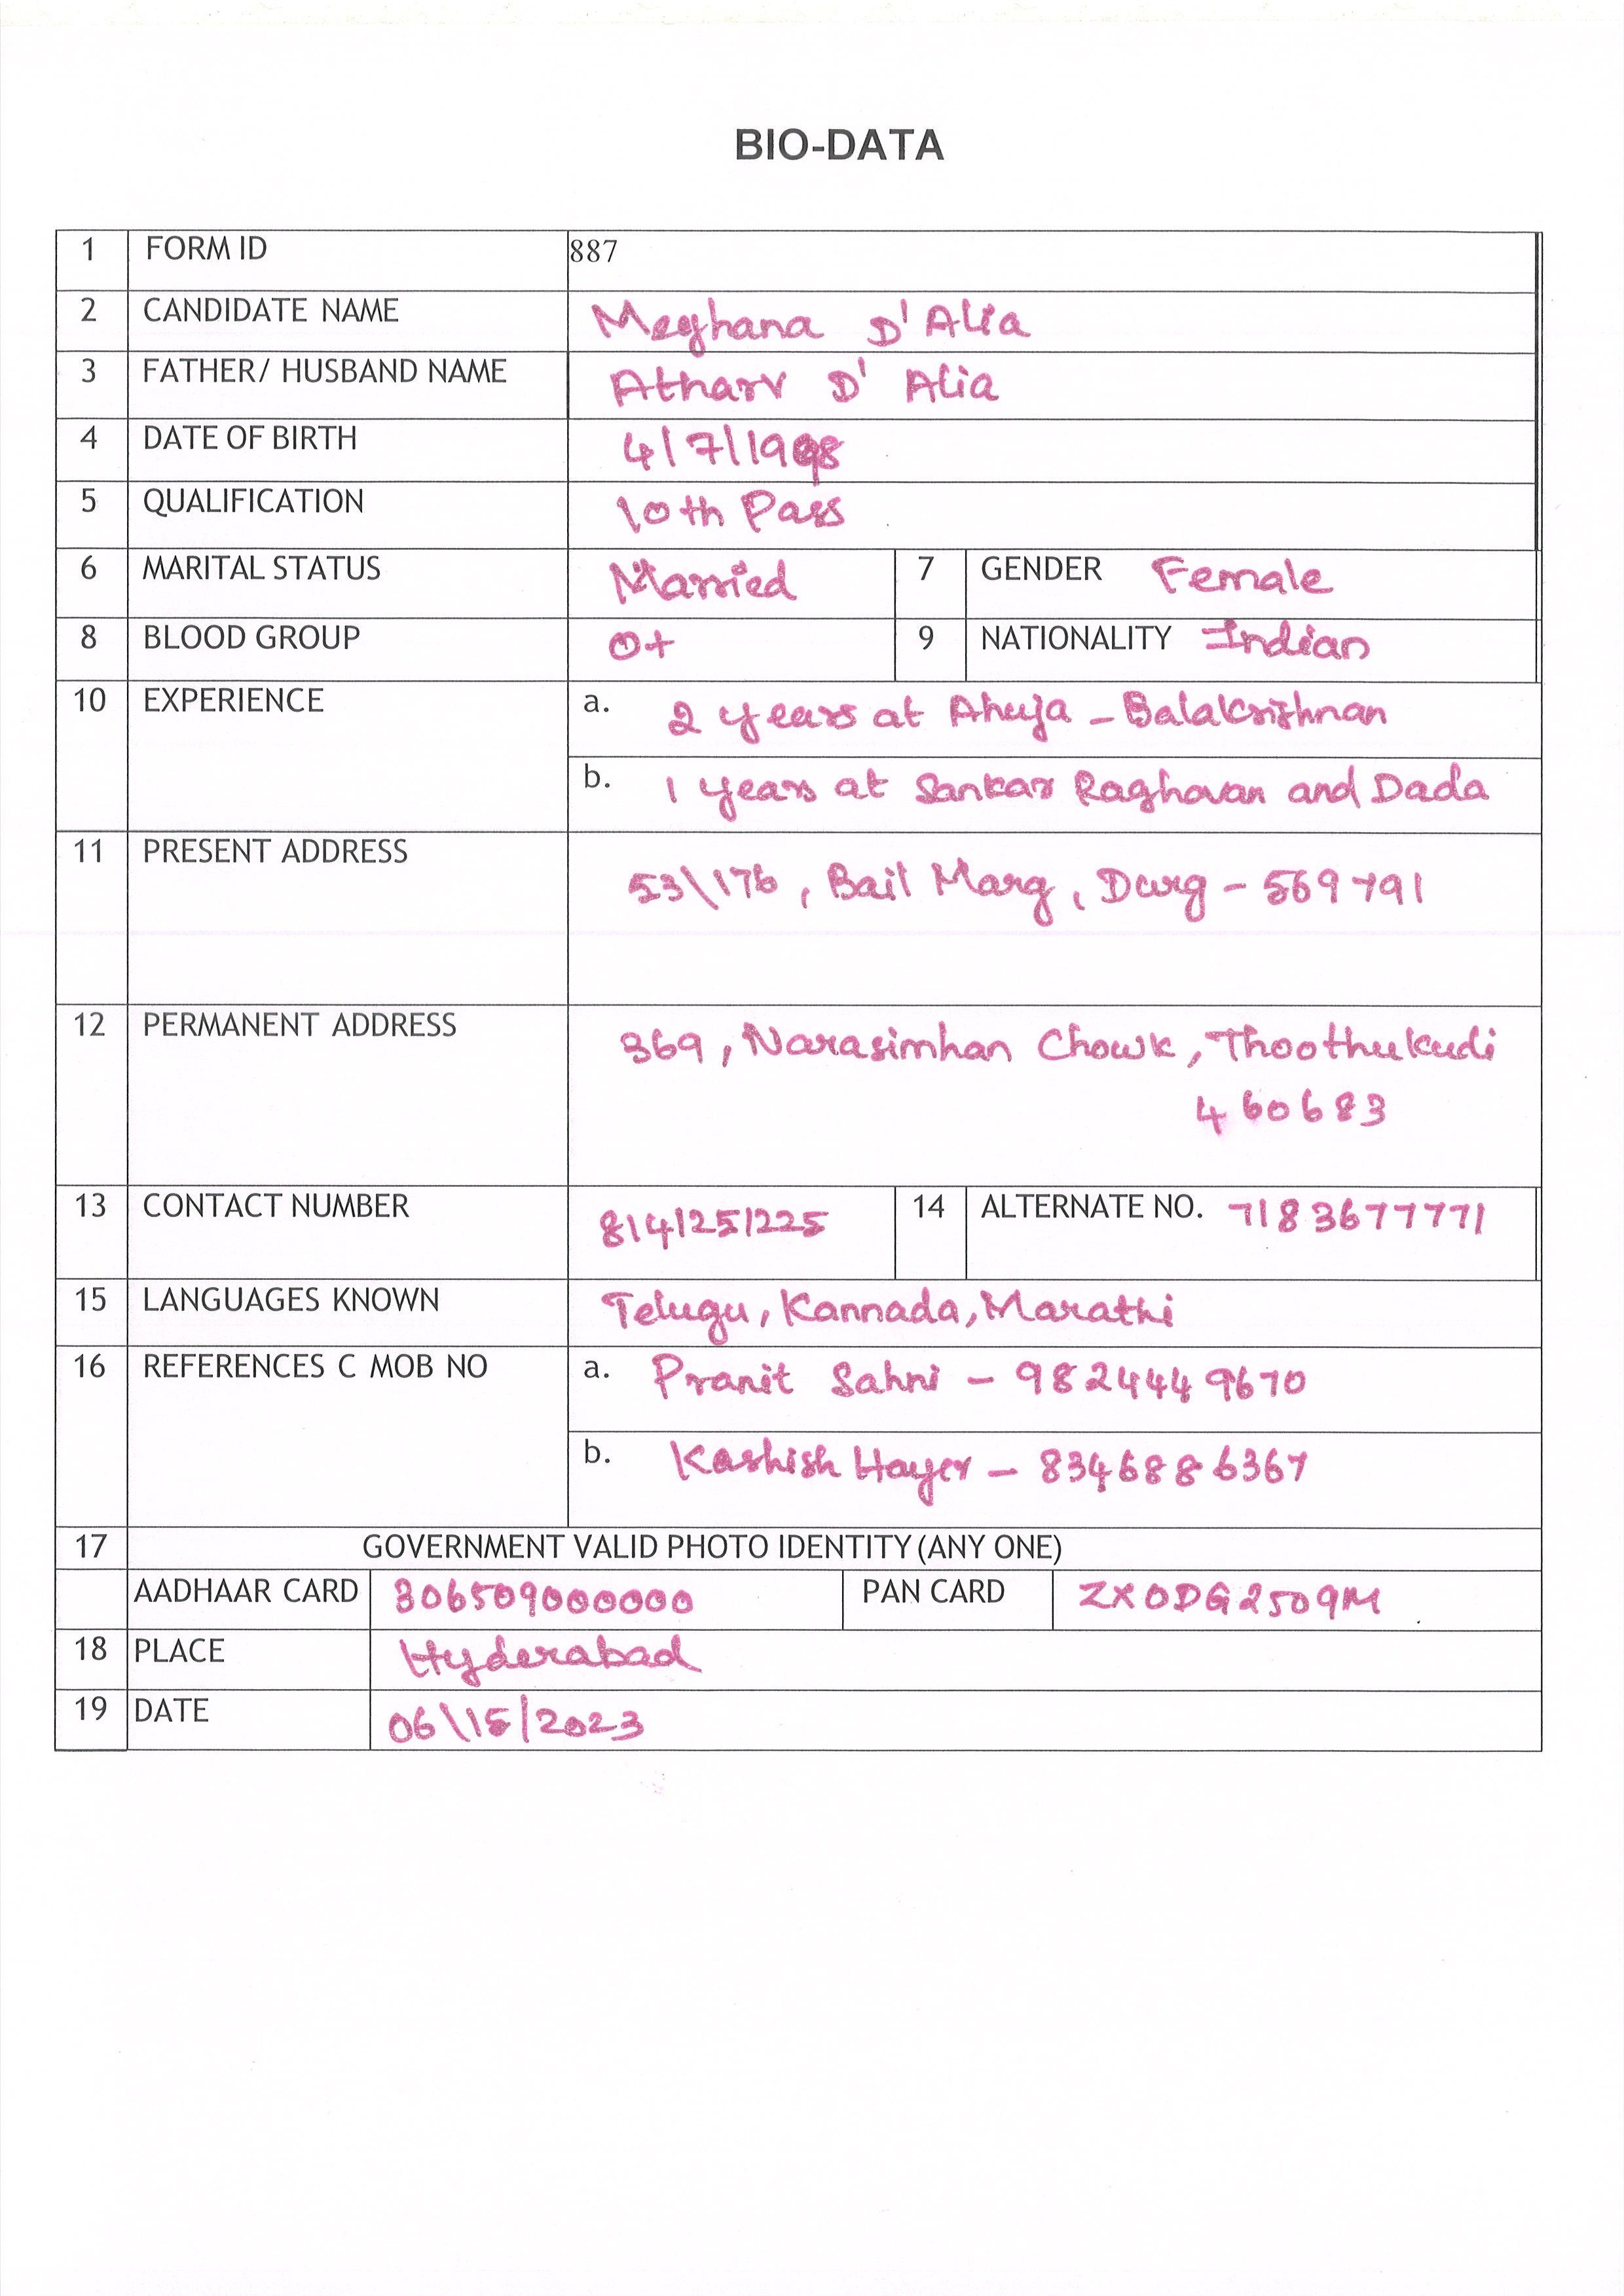 BIO-DATA
1 FORM ID 887
2 CANDIDATE NAME Meghana D'Alia
3 FATHER/ HUSBAND NAME Atharv D' Alia
4 DATE OF BIRTH 4/7/1998
5 QUALIFICATION 10th Pass
6 MARITAL STATUS Married 7 GENDER Female
8 BLOOD GROUP O+ 9 NATIONALITY Indian
10 EXPERIENCE a. 2 years at Ahuja - Balakrishnan
b. 1 years at Sankar Raghavan and Dada
11 PRESENT ADDRESS
53\176, Bail Marg, Durg - 569791
12 PERMANENT ADDRESS 369, Narasimhan Chowk, Thoothukudi
460683
13 CONTACT NUMBER 8141251225 14 ALTERNATE NO. 7183677771
15 LANGUAGES KNOWN Telugu, Kannada, Marathi
16 REFERENCES C MOB NO a. Pranit Sahni - 9824449670
b. Kashish Hayer - 8346886367
17 GOVERNMENT VALID PHOTO IDENTITY (ANY ONE)
AADHAAR CARD 306509000000 PAN CARD ZXODG2509M
18 PLACE Hyderabad
19 DATE 06\15/2023